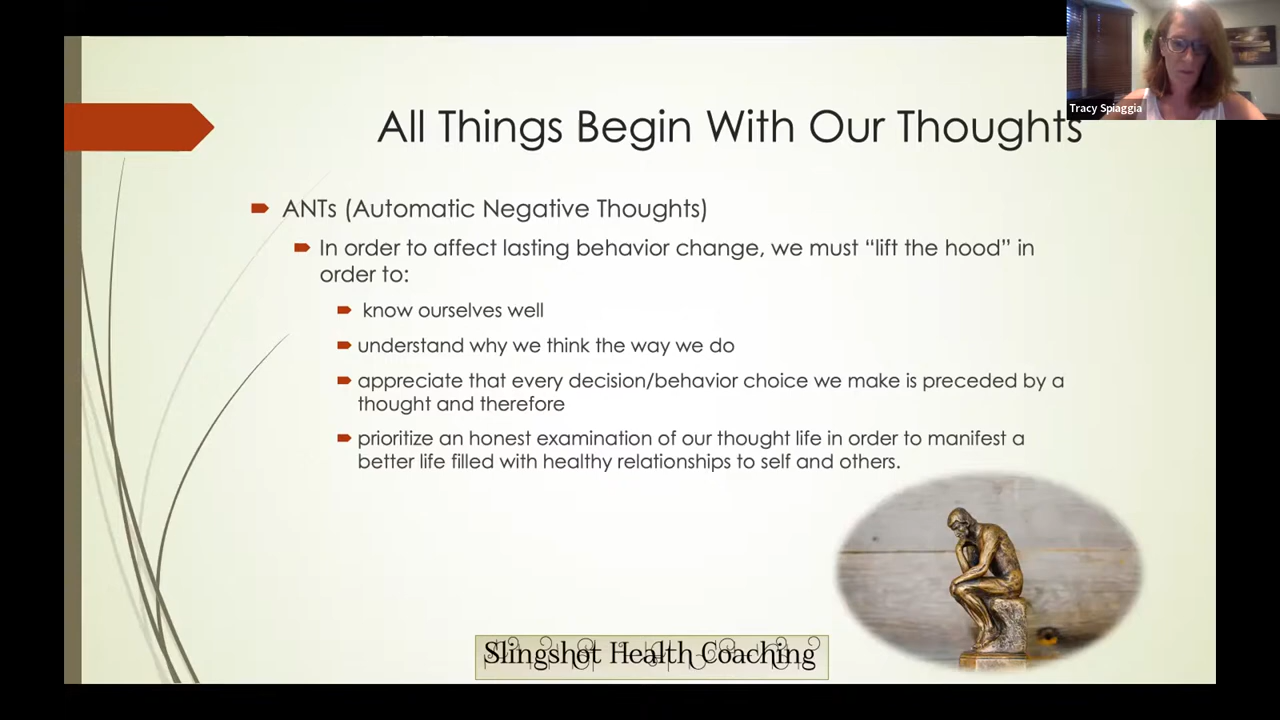 Tracy Spiaggia
All Things Begin With Our Thoughts
ANTs (Automatic Negative Thoughts)
In order to affect lasting behavior change, we must “lift the hood” in
order to:
know ourselves well
understand why we think the way we do
appreciate that every decision/behavior choice we make is preceded by a
thought and therefore
prioritize an honest examination of our thought life in order to manifest a
better life filled with healthy relationships to self and others.
Slingshot Health Coaching